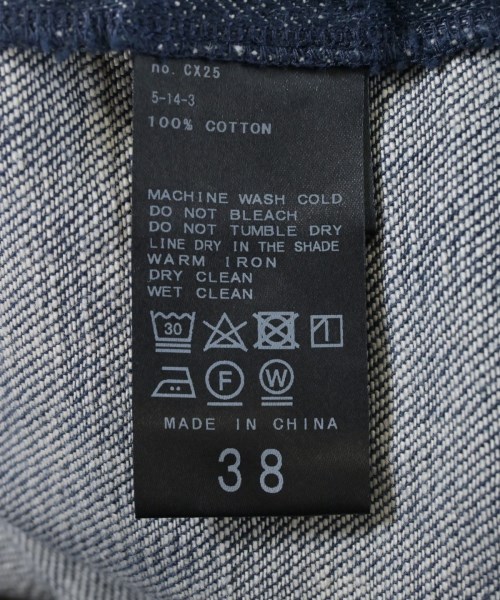 no. CX25
5-14-3
100% COTTON
MACHINE WASH COLD
DO NOT BLEACH
DO NOT TUMBLE DRY
LINE DRY IN THE SHADE
WARM IRON
DRY CLEAN
WET CLEAN
30
F W
MADE IN CHINA
38